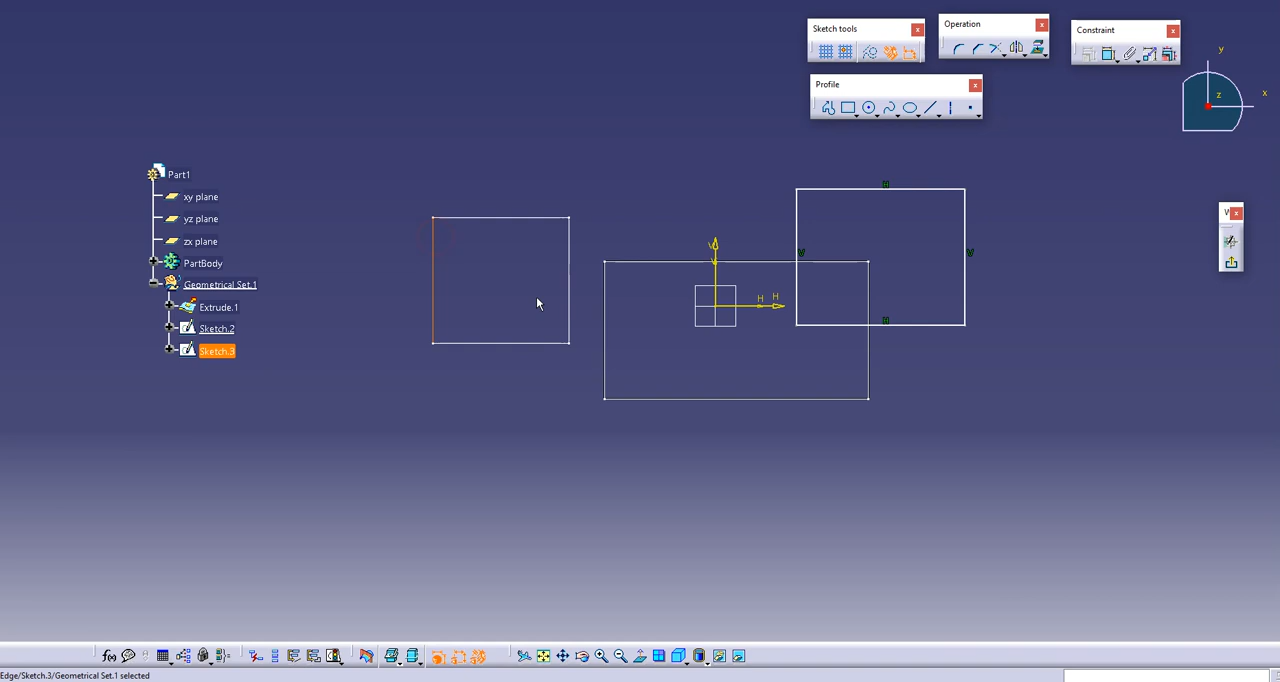 Sketch tools
Operation
Constraint
Profile
y
x
z
Part1
xy plane
yz plane
zx plane
PartBody
Geometrical Set.1
Extrude.1
Sketch.2
Sketch.3
H
V
V
H
V
H
H
f(x)
Edge/Sketch.3/Geometrical Set.1 selected